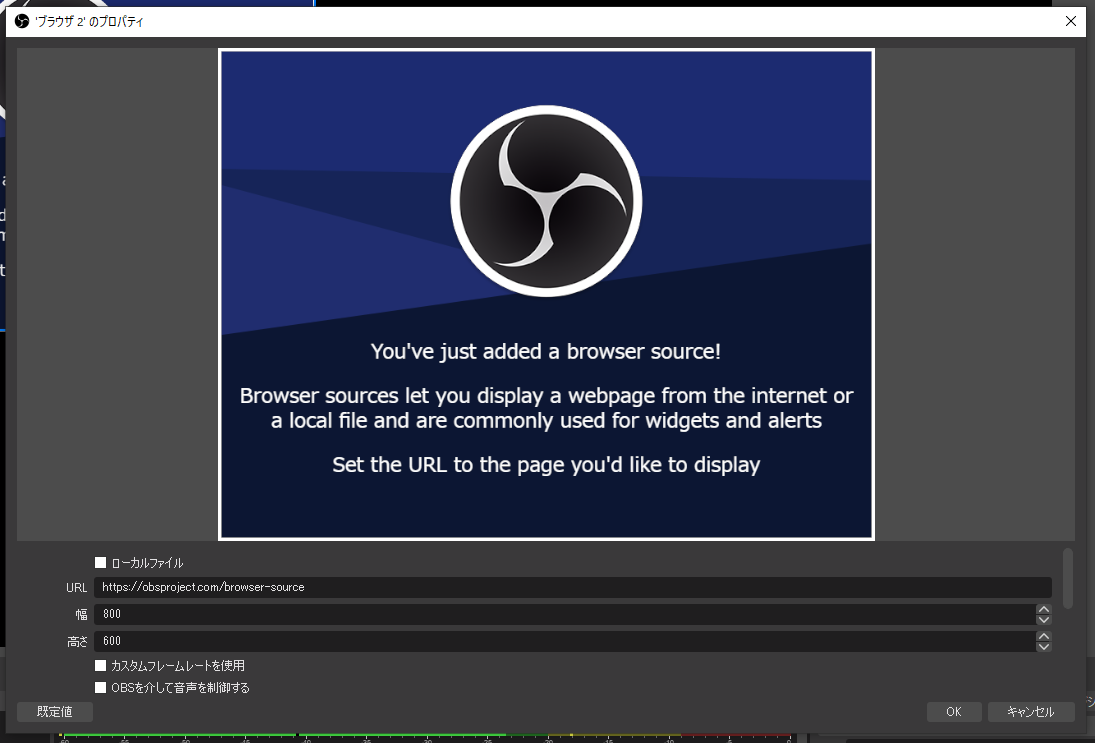 'ブラウザ 2' のプロパティ
You've just added a browser source!
Browser sources let you display a webpage from the internet or
a local file and are commonly used for widgets and alerts
Set the URL to the page you'd like to display
ローカルファイル
URL https://obsproject.com/browser-source
幅 800
高さ 600
カスタムフレームレートを使用
OBSを介して音声を制御する
既定値 OK キャンセル